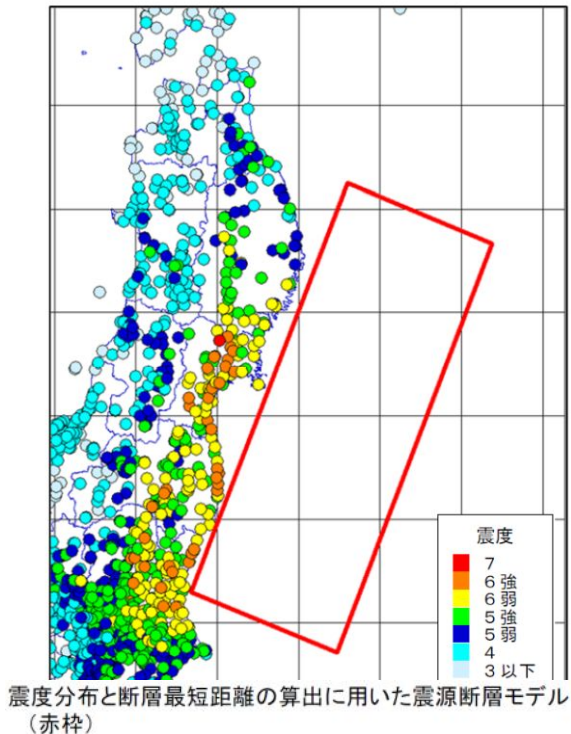 震度
7
6強
6弱
5強
5弱
4
3以下
震度分布と断層最短距離の算出に用いた震源断層モデル
（赤枠）